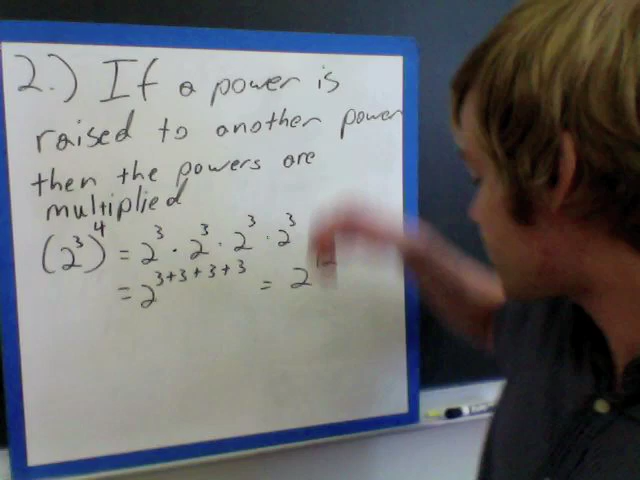 2.) If a power is
raised to another power
then the powers are
multiplied
(2³)⁴ = 2³ · 2³ · 2³ · 2³
= 2³⁺³⁺³⁺³ = 2¹²